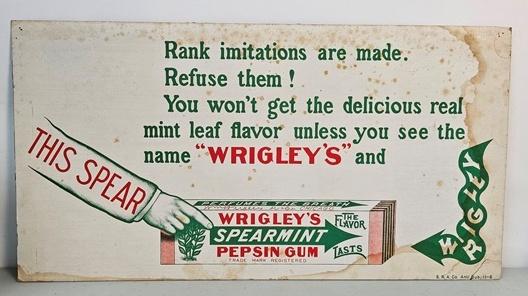 Rank imitations are made.
Refuse them!
You won't get the delicious real
mint leaf flavor unless you see the
name "WRIGLEY'S" and
THIS SPEAR
PERFUMES THE BREATH
WRIGLEY'S
SPEARMINT
PEPSIN GUM
TRADE MARK REGISTERED
THE
FLAVOR
LASTS
WRIGLEY